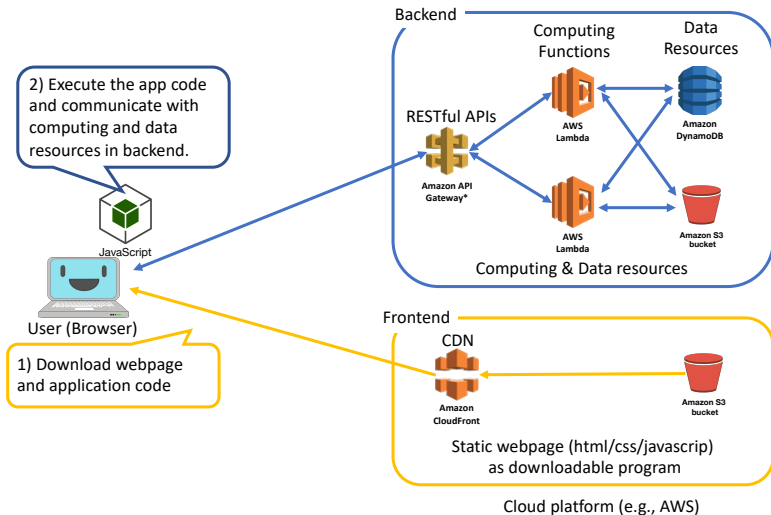 Backend
Computing
Functions
Data
Resources
2) Execute the app code
and communicate with
computing and data
resources in backend.
RESTful APIs
AWS
Lambda
Amazon
DynamoDB
Amazon API
Gateway*
JavaScript
AWS
Lambda
Amazon S3
bucket
Computing & Data resources
User (Browser)
Frontend
1) Download webpage
and application code
CDN
Amazon
CloudFront
Amazon S3
bucket
Static webpage (html/css/javascrip)
as downloadable program
Cloud platform (e.g., AWS)